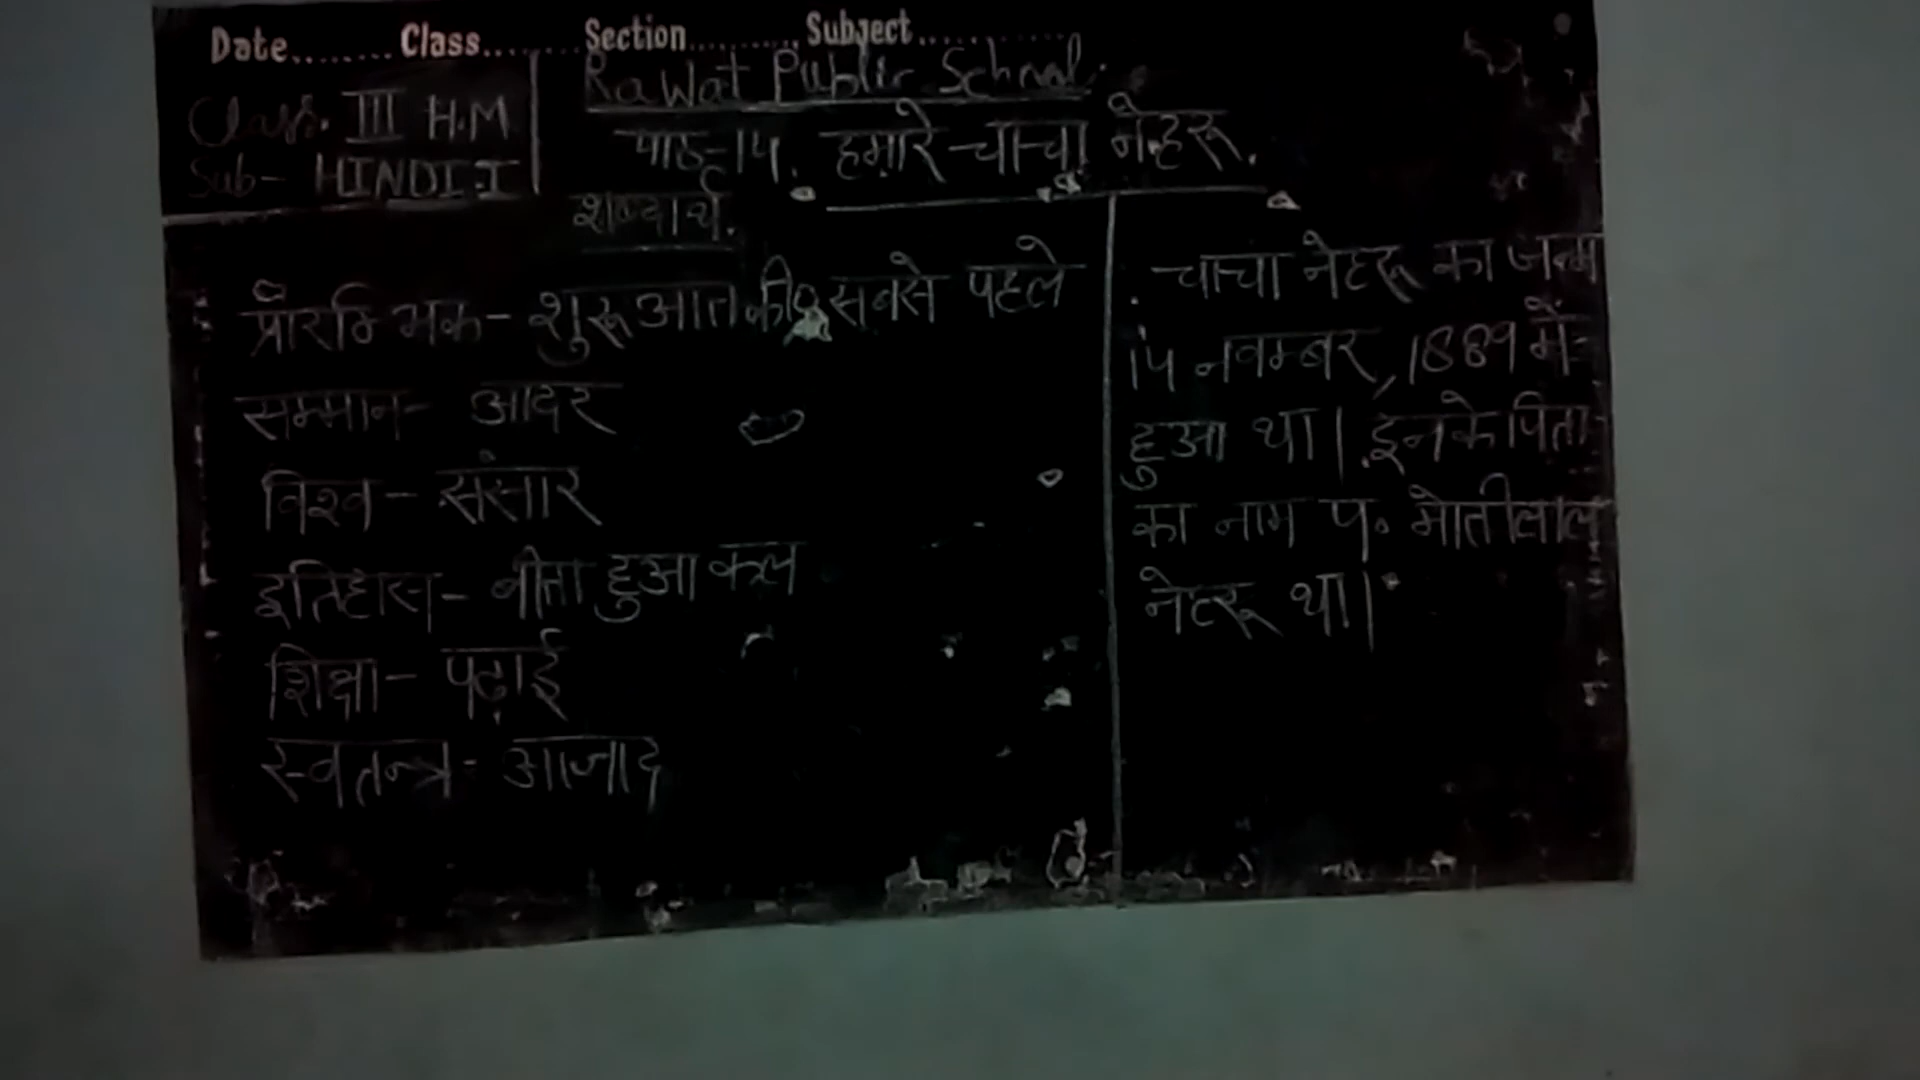 Date........ Class....... Section.......... Subject.............
Class. III H.M
Sub- HINDI-I
Rawat Public School.
पाठ-14. हमारे चाचा नेहरू.
शब्दार्थ.
प्रारम्भिक - शुरूआत की सबसे पहले
सम्मान- आदर
विश्व - संसार
इतिहास - बीता हुआ कल
शिक्षा - पढ़ाई
स्वतन्त्र - आजाद
चाचा नेहरू का जन्म
14 नवम्बर, 1889 में
हुआ था। इनके पिता
का नाम प. मोतीलाल
नेहरू था।